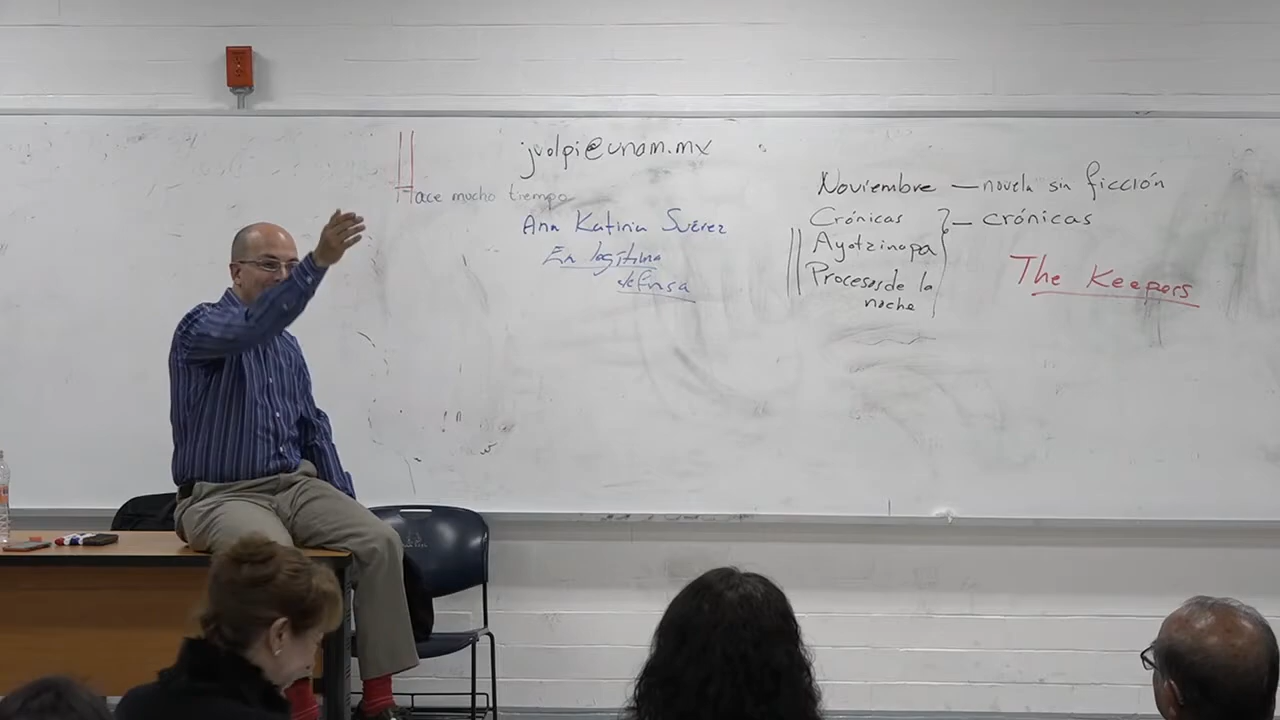 jvolpi@unam.mx
Hace mucho tiempo
Ana Katiria Suárez
En legítima
defensa
Noviembre — novela sin ficción
Crónicas — crónicas
Ayotzinapa
Procesos de la
noche
The Keepers